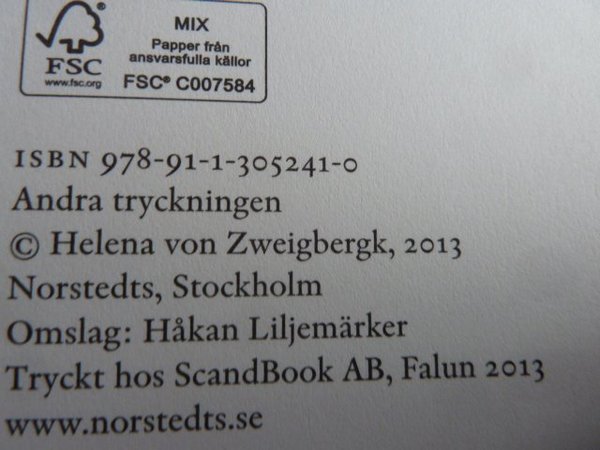 FSC
www.fsc.org
MIX
Papper från
ansvarsfulla källor
FSC® C007584
ISBN 978-91-1-305241-0
Andra tryckningen
© Helena von Zweigbergk, 2013
Norstedts, Stockholm
Omslag: Håkan Liljemärker
Tryckt hos ScandBook AB, Falun 2013
www.norstedts.se